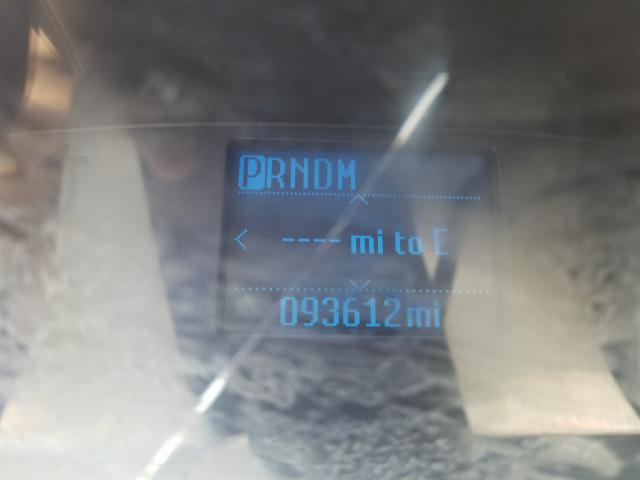 PRNDM
---- mi to E
093612mi